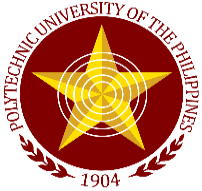 POLYTECHNIC UNIVERSITY OF THE PHILIPPINES
1904